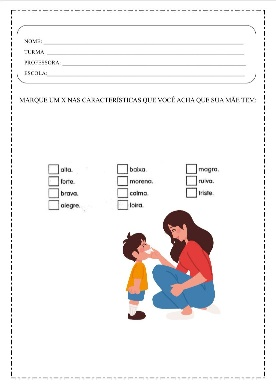 NOME:
TURMA:
PROFESSORA:
ESCOLA:
MARQUE UM X NAS CARACTERÍSTICAS QUE VOCÊ ACHA QUE SUA MÃE TEM:
alta. baixa. magra.
forte. morena. ruiva.
brava. calma. triste.
alegre. loira.